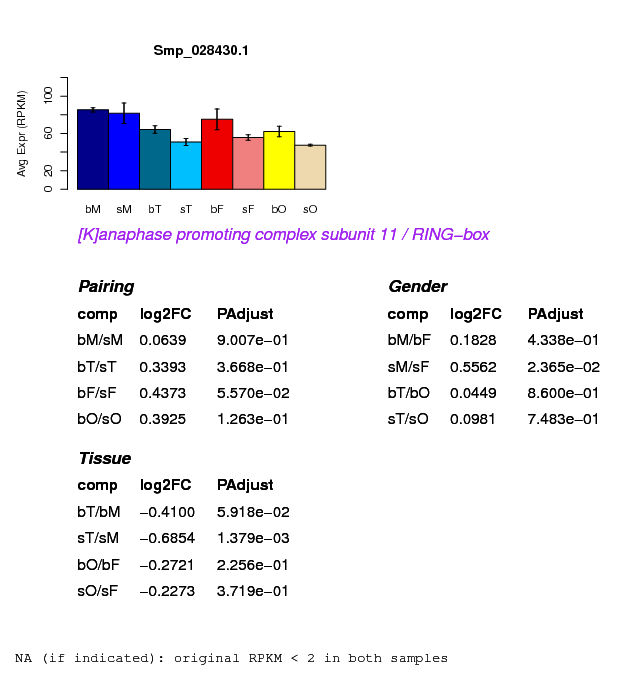 Smp_028430.1
Avg Expr (RPKM)
0 20 60 100
bM sM bT sT bF sF bO sO
[K]anaphase promoting complex subunit 11 / RING−box
Pairing
comp log2FC PAdjust
bM/sM 0.0639 9.007e−01
bT/sT 0.3393 3.668e−01
bF/sF 0.4373 5.570e−02
bO/sO 0.3925 1.263e−01
Gender
comp log2FC PAdjust
bM/bF 0.1828 4.338e−01
sM/sF 0.5562 2.365e−02
bT/bO 0.0449 8.600e−01
sT/sO 0.0981 7.483e−01
Tissue
comp log2FC PAdjust
bT/bM −0.4100 5.918e−02
sT/sM −0.6854 1.379e−03
bO/bF −0.2721 2.256e−01
sO/sF −0.2273 3.719e−01
NA (if indicated): original RPKM < 2 in both samples